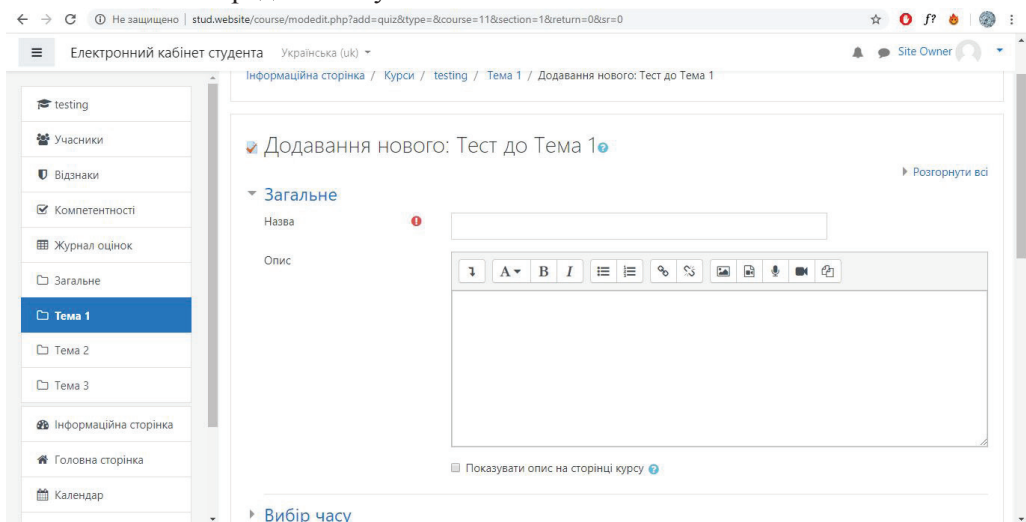 Не защищено | stud.website/course/modedit.php?add=quiz&type=&course=11&section=1&return=0&sr=0
Електронний кабінет студента Українська (uk)
Site Owner
Інформаційна сторінка / Курси / testing / Тема 1 / Додавання нового: Тест до Тема 1
testing
Учасники
Відзнаки
Компетентності
Журнал оцінок
Загальне
Тема 1
Тема 2
Тема 3
Інформаційна сторінка
Головна сторінка
Календар
Додавання нового: Тест до Тема 1
Розгорнути всі
Загальне
Назва
Опис
A B I
Показувати опис на сторінці курсу
Вибір часу